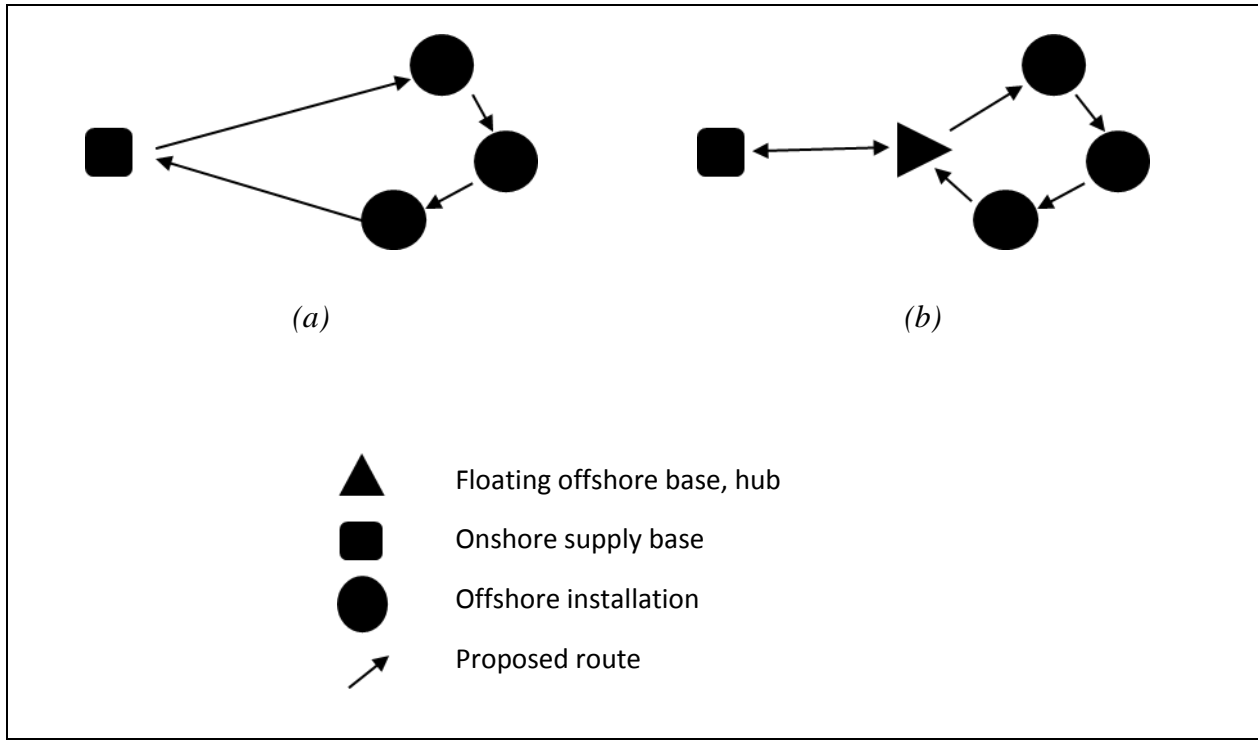 (a)
(b)
Floating offshore base, hub
Onshore supply base
Offshore installation
Proposed route